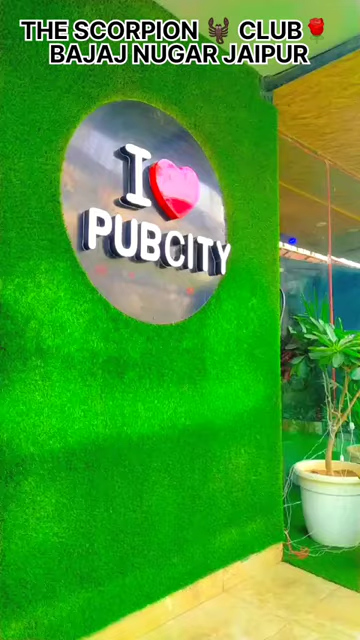 THE SCORPION 🦂 CLUB🌹
BAJAJ NUGAR JAIPUR
I ❤
PUBCITY